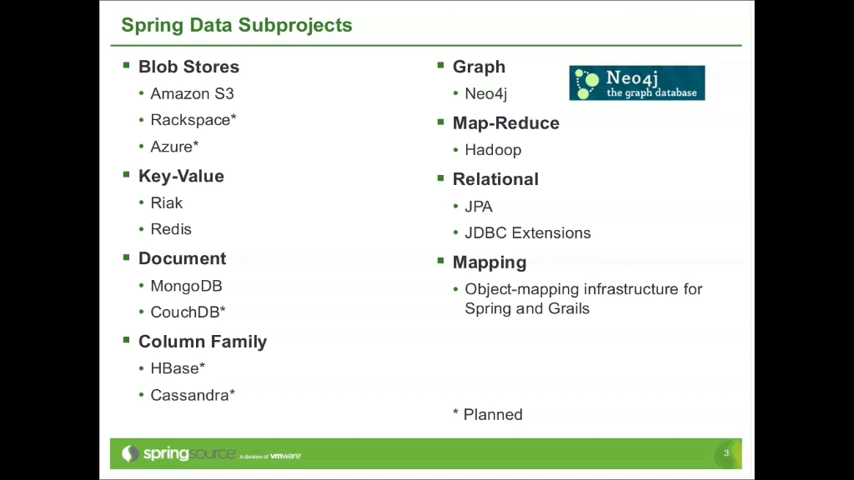 Spring Data Subprojects
▪ Blob Stores
• Amazon S3
• Rackspace*
• Azure*
▪ Key-Value
• Riak
• Redis
▪ Document
• MongoDB
• CouchDB*
▪ Column Family
• HBase*
• Cassandra*
▪ Graph
• Neo4j
Neo4j
the graph database
▪ Map-Reduce
• Hadoop
▪ Relational
• JPA
• JDBC Extensions
▪ Mapping
• Object-mapping infrastructure for
Spring and Grails
* Planned
springsource A division of vmware
3